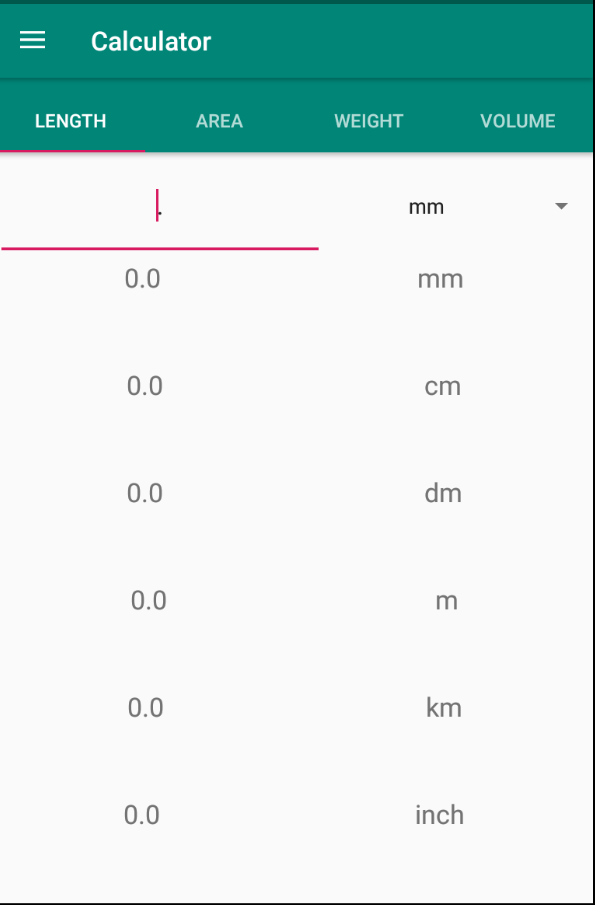 Calculator
LENGTH AREA WEIGHT VOLUME
. mm
0.0 mm
0.0 cm
0.0 dm
0.0 m
0.0 km
0.0 inch